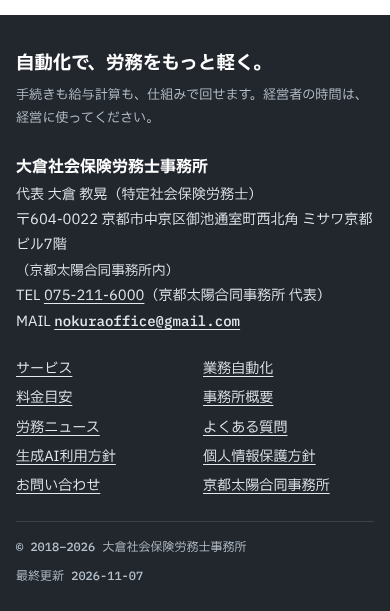 自動化で、労務をもっと軽く。
手続きも給与計算も、仕組みで回せます。経営者の時間は、
経営に使ってください。
大倉社会保険労務士事務所
代表 大倉 教晃（特定社会保険労務士）
〒604-0022 京都市中京区御池通室町西北角 ミサワ京都
ビル7階
（京都太陽合同事務所内）
TEL 075-211-6000（京都太陽合同事務所 代表）
MAIL nokuraoffice@gmail.com
サービス
業務自動化
料金目安
事務所概要
労務ニュース
よくある質問
生成AI利用方針
個人情報保護方針
お問い合わせ
京都太陽合同事務所
© 2018–2026 大倉社会保険労務士事務所
最終更新 2026-11-07